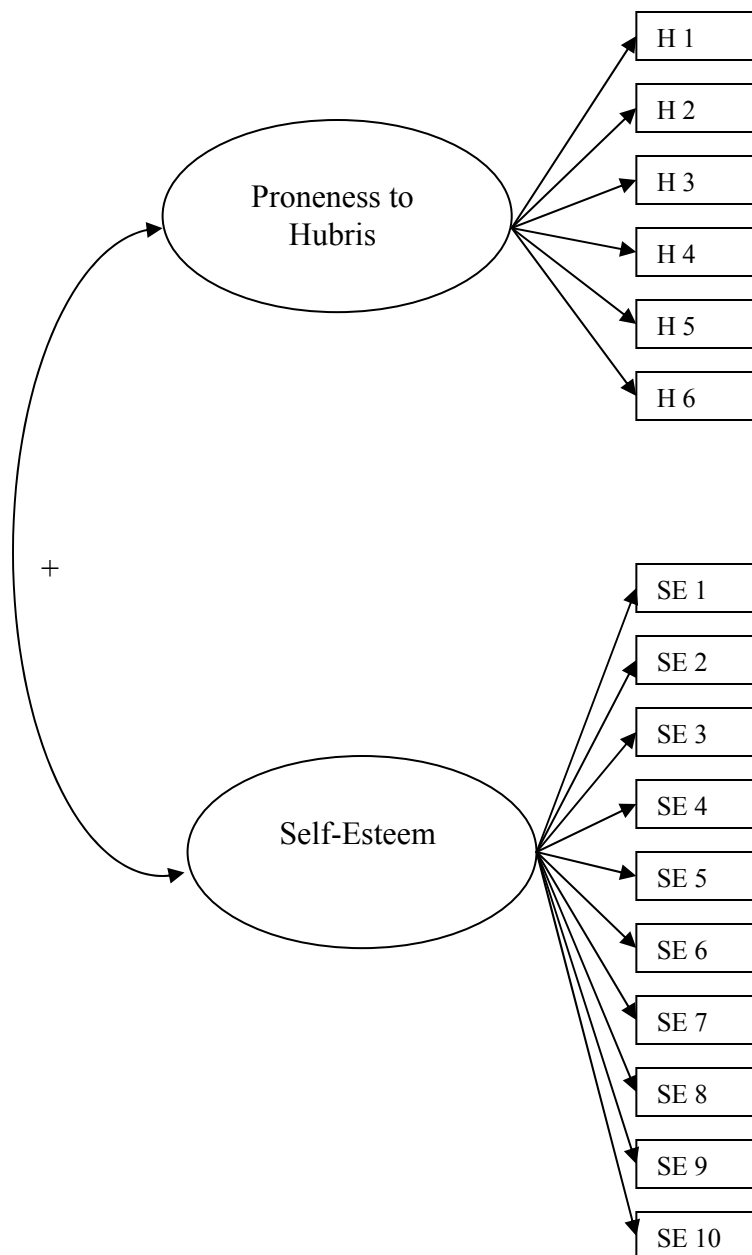 H 1
H 2
Proneness to
Hubris
H 3
H 4
H 5
H 6
+
SE 1
SE 2
SE 3
SE 4
Self-Esteem
SE 5
SE 6
SE 7
SE 8
SE 9
SE 10